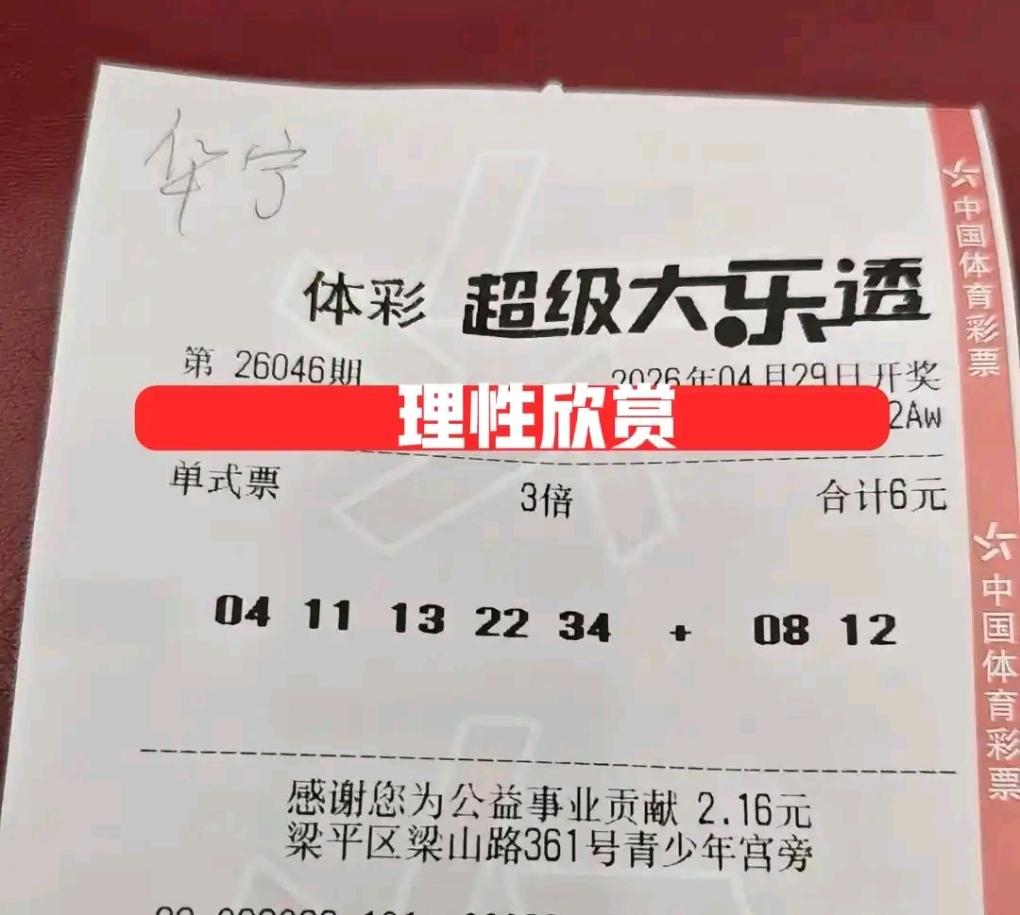 华宁
体彩 超级大乐透
第 26046期 2026年04月29日开奖
理性欣赏
2Aw
单式票 3倍 合计6元
04 11 13 22 34 + 08 12
感谢您为公益事业贡献 2.16元
梁平区梁山路361号青少年宫旁
中国体育彩票
中国体育彩票